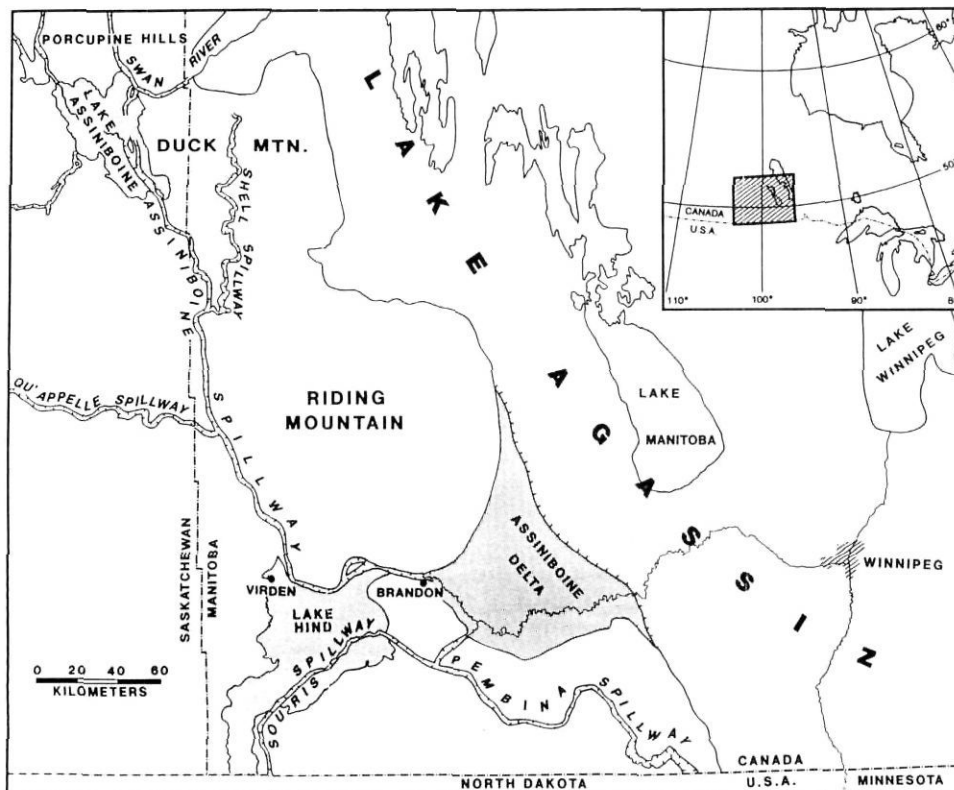 PORCUPINE HILLS
SWAN
RIVER
LAKE
ASSINIBOINE
DUCK MTN.
SHELL SPILLWAY
ASSINIBOINE
SPILLWAY
QU'APPELLE SPILLWAY
RIDING
MOUNTAIN
LAKE AGASSIN
LAKE
MANITOBA
LAKE
WINNIPEG
ASSINIBOINE
DELTA
WINNIPEG
SASKATCHEWAN
MANITOBA
VIRDEN
BRANDON
LAKE
HIND
SOURIS SPILLWAY
PEMBINA SPILLWAY
0 20 40 60
KILOMETERS
NORTH DAKOTA
CANADA
U.S.A.
MINNESOTA
60°
50°
CANADA
U.S.A.
110°
100°
90°